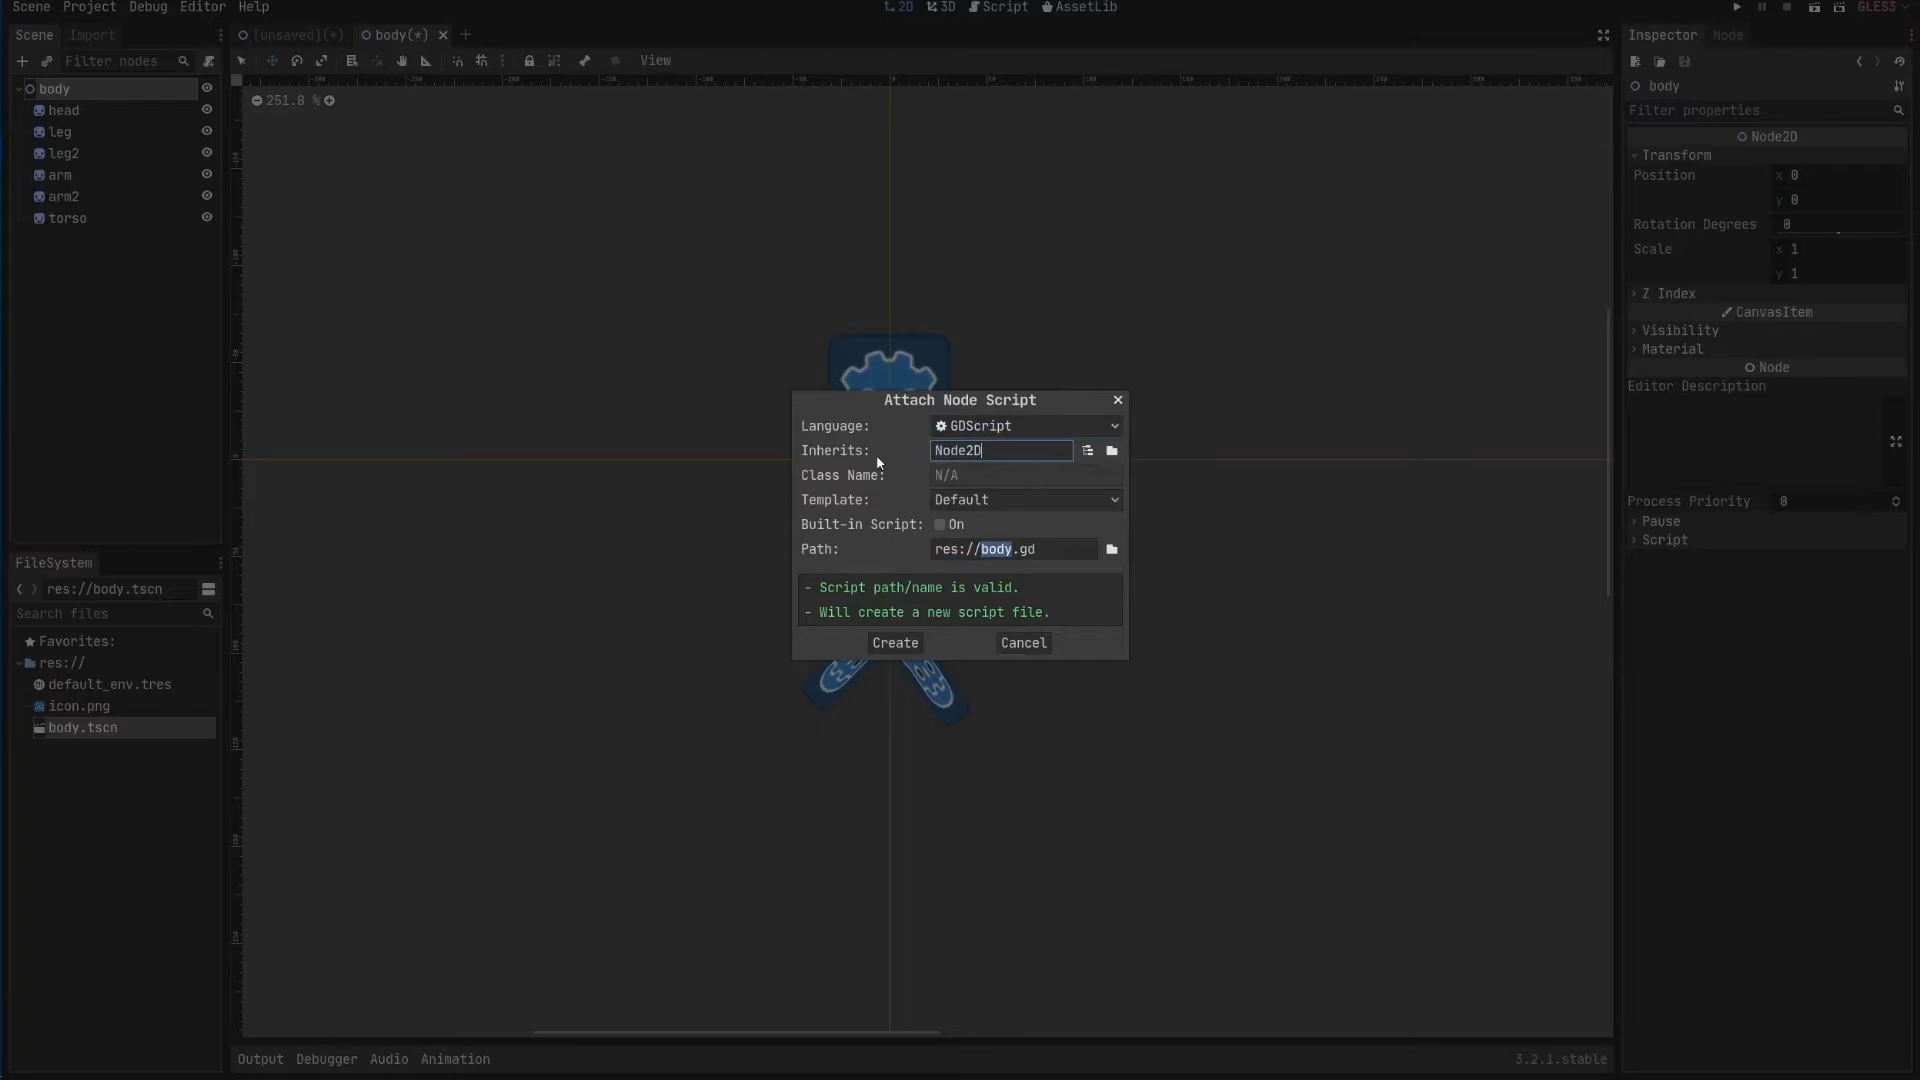 Scene Project Debug Editor Help
2D 3D Script AssetLib
GLES3
Scene Import
[unsaved](*) body(*)
Inspector Node
Filter nodes
View
body
head
leg
leg2
arm
arm2
torso
251.8 %
body
Filter properties
Node2D
Transform
Position x 0
y 0
Rotation Degrees 0
Scale x 1
y 1
Z Index
CanvasItem
Visibility
Material
Node
Editor Description
Process Priority 0
Pause
Script
Attach Node Script
Language: GDScript
Inherits: Node2D
Class Name: N/A
Template: Default
Built-in Script: On
Path: res://body.gd
- Script path/name is valid.
- Will create a new script file.
Create Cancel
FileSystem
res://body.tscn
Search files
Favorites:
res://
default_env.tres
icon.png
body.tscn
Output Debugger Audio Animation
3.2.1.stable